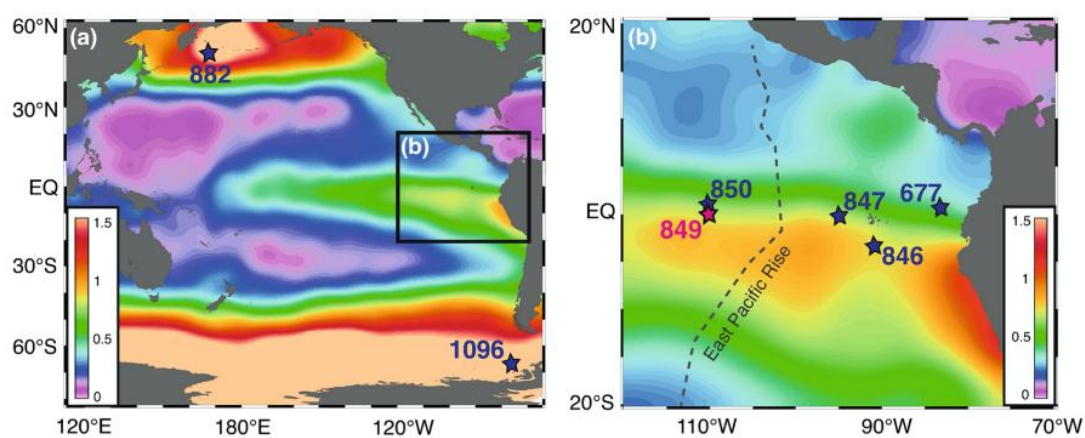 60°N
30°N
EQ
30°S
60°S
(a)
882
(b)
1096
1.5
1
0.5
0
120°E
180°E
120°W
20°N
EQ
20°S
(b)
850
849
847
677
846
East Pacific Rise
1.5
1
0.5
0
110°W
90°W
70°W